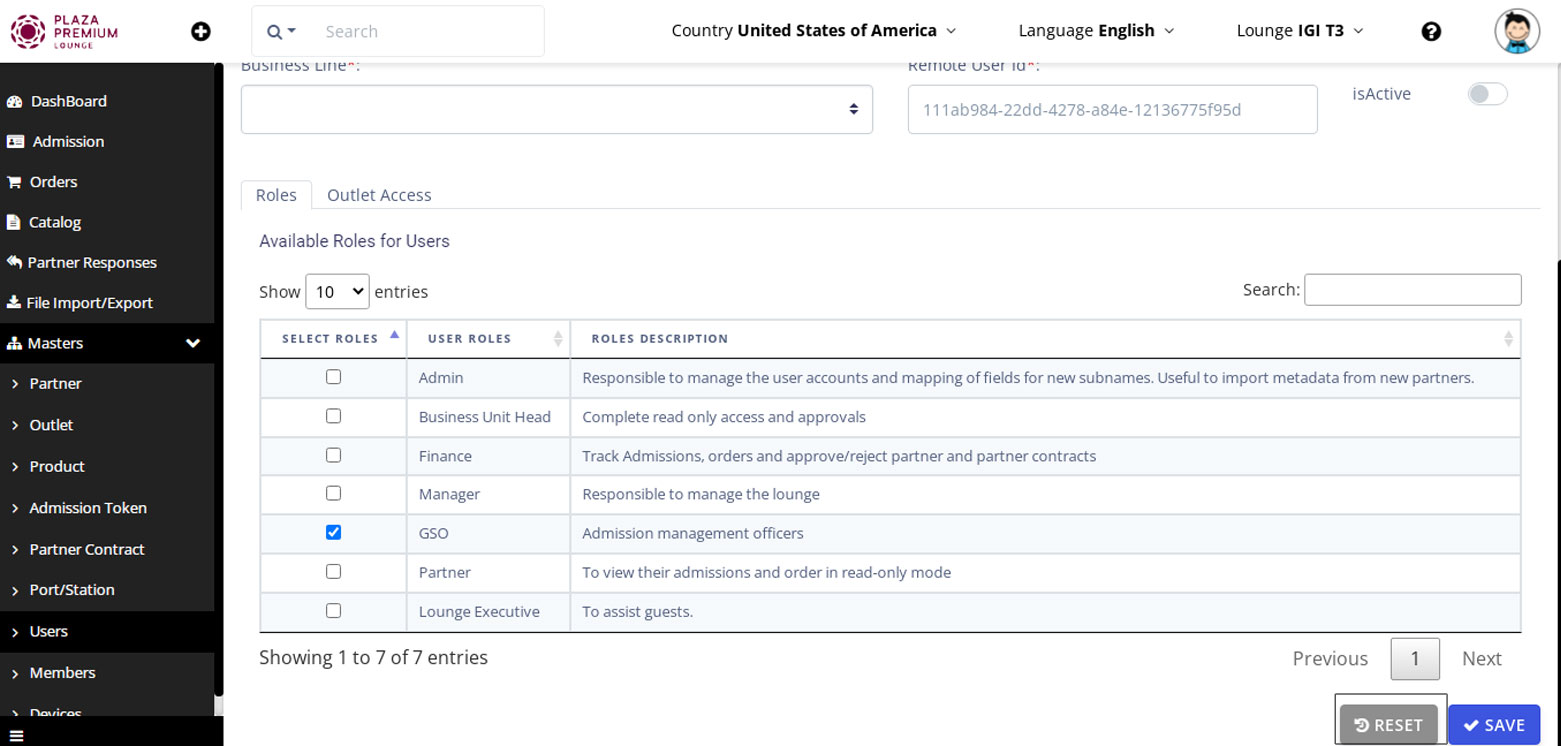 PLAZA
PREMIUM
LOUNGE
Search
Country United States of America
Language English
Lounge IGI T3
DashBoard
Admission
Orders
Catalog
Partner Responses
File Import/Export
Masters
Partner
Outlet
Product
Admission Token
Partner Contract
Port/Station
Users
Members
Devices
Business Line*:
Remote User Id*:
111ab984-22dd-4278-a84e-12136775f95d
isActive
Roles Outlet Access
Available Roles for Users
Show 10 entries
Search:
SELECT ROLES USER ROLES ROLES DESCRIPTION
Admin Responsible to manage the user accounts and mapping of fields for new subnames. Useful to import metadata from new partners.
Business Unit Head Complete read only access and approvals
Finance Track Admissions, orders and approve/reject partner and partner contracts
Manager Responsible to manage the lounge
GSO Admission management officers
Partner To view their admissions and order in read-only mode
Lounge Executive To assist guests.
Showing 1 to 7 of 7 entries
Previous 1 Next
RESET SAVE